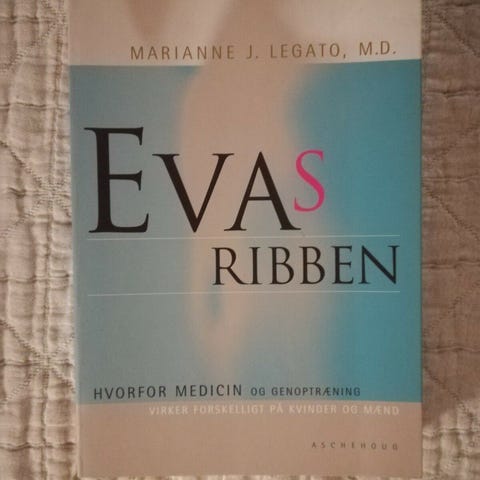 MARIANNE J. LEGATO, M.D.
EVAS
RIBBEN
HVORFOR MEDICIN OG GENOPTRÆNING
VIRKER FORSKELLIGT PÅ KVINDER OG MÆND
ASCHEHOUG